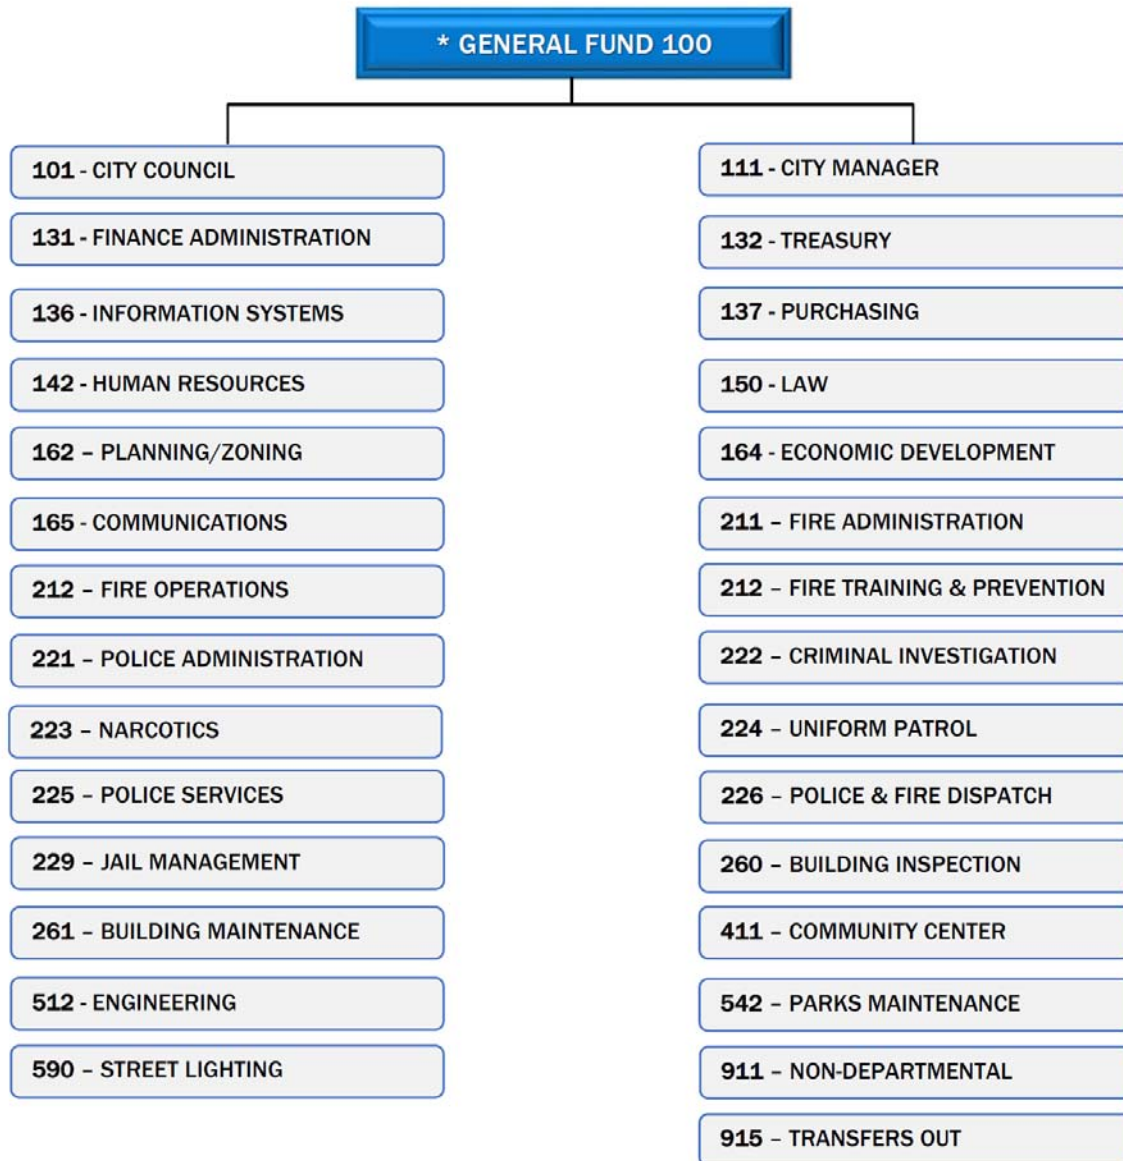 * GENERAL FUND 100
101 - CITY COUNCIL
111 - CITY MANAGER
131 - FINANCE ADMINISTRATION
132 - TREASURY
136 - INFORMATION SYSTEMS
137 - PURCHASING
142 - HUMAN RESOURCES
150 - LAW
162 – PLANNING/ZONING
164 - ECONOMIC DEVELOPMENT
165 - COMMUNICATIONS
211 – FIRE ADMINISTRATION
212 – FIRE OPERATIONS
212 – FIRE TRAINING & PREVENTION
221 – POLICE ADMINISTRATION
222 – CRIMINAL INVESTIGATION
223 – NARCOTICS
224 – UNIFORM PATROL
225 – POLICE SERVICES
226 – POLICE & FIRE DISPATCH
229 – JAIL MANAGEMENT
260 – BUILDING INSPECTION
261 – BUILDING MAINTENANCE
411 – COMMUNITY CENTER
512 - ENGINEERING
542 – PARKS MAINTENANCE
590 – STREET LIGHTING
911 – NON-DEPARTMENTAL
915 – TRANSFERS OUT